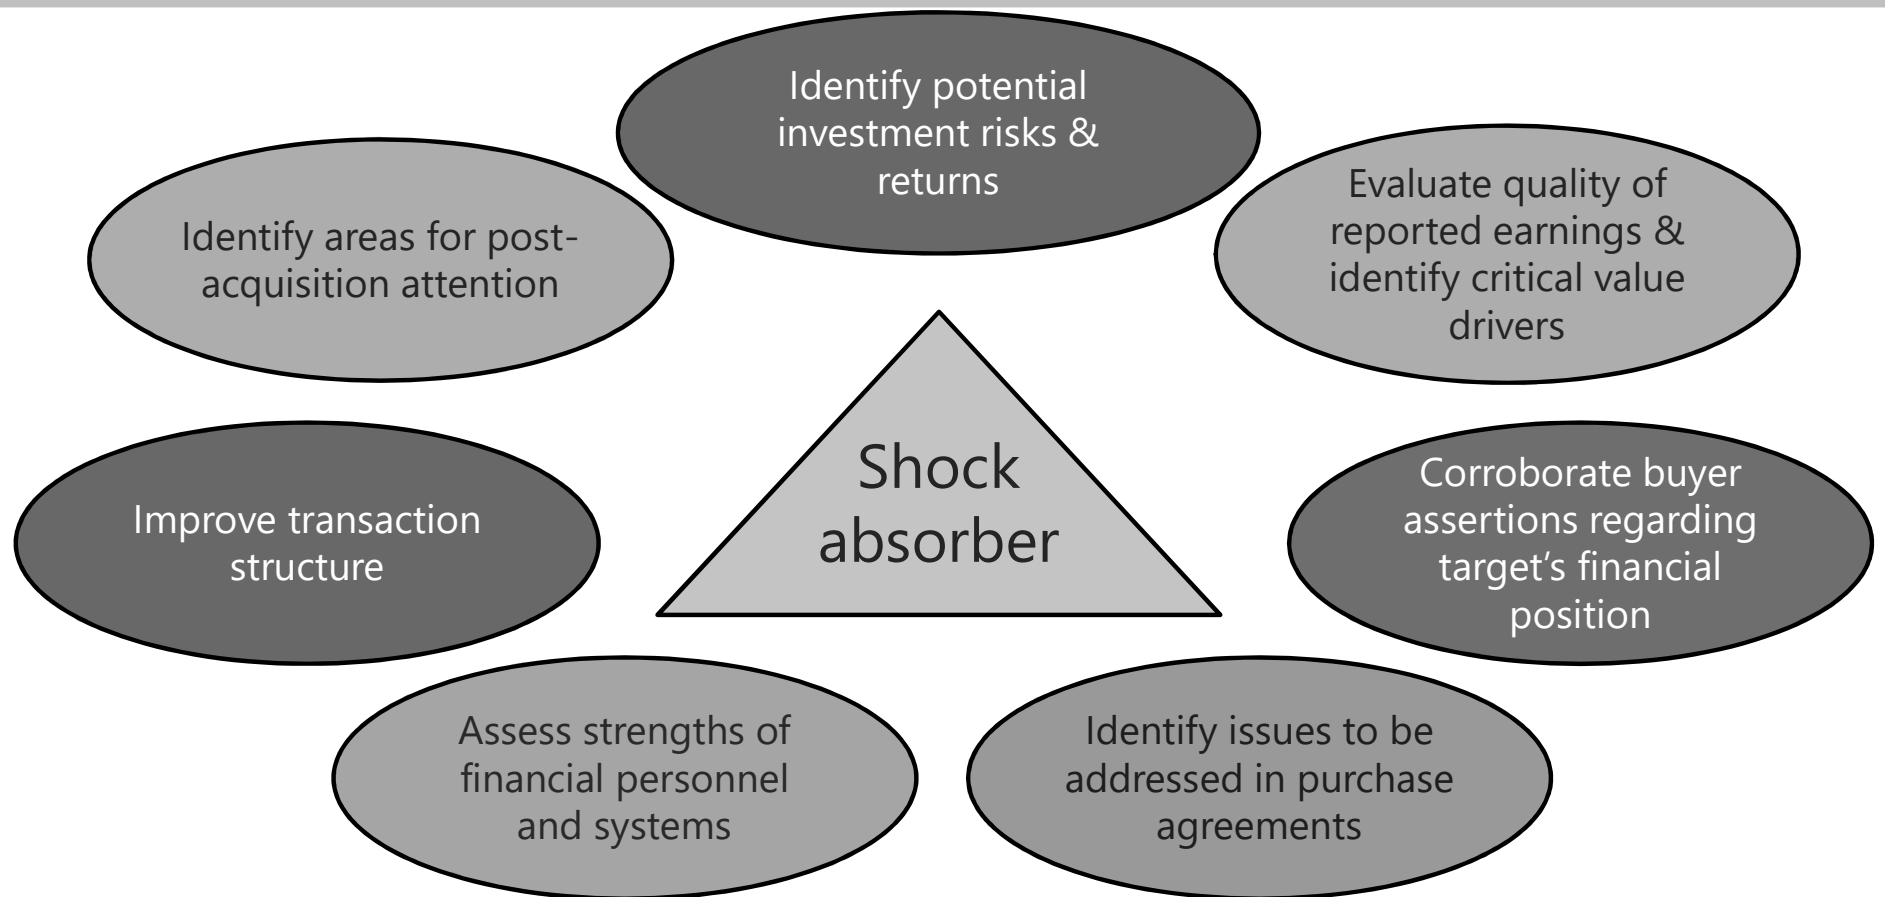 Identify potential
investment risks &
returns
Evaluate quality of
reported earnings &
identify critical value
drivers
Corroborate buyer
assertions regarding
target’s financial
position
Identify issues to be
addressed in purchase
agreements
Assess strengths of
financial personnel
and systems
Improve transaction
structure
Identify areas for post-
acquisition attention
Shock
absorber